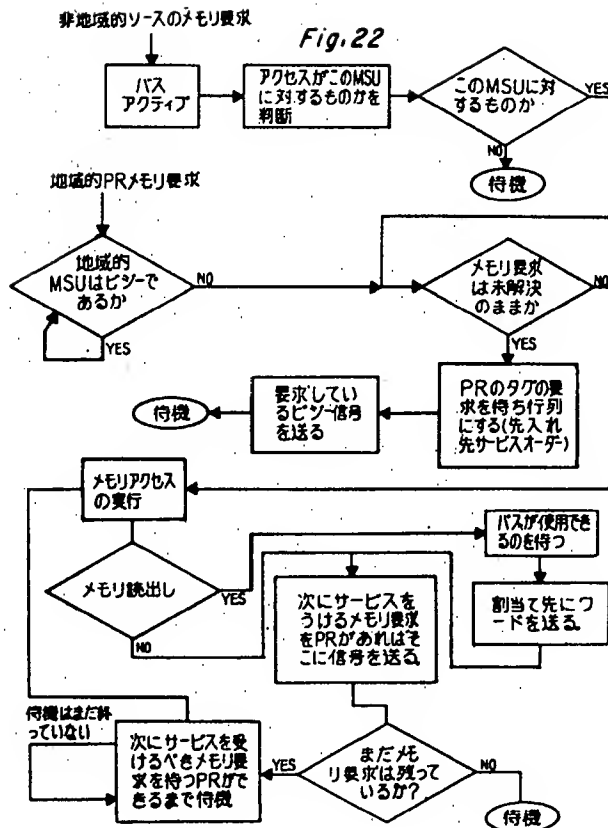 非地域的ソースのメモリ要求
Fig. 22
バス
アクティブ
アクセスがこのMSU
に対するものかを
判断
このMSUに対
するものか
YES
NO
待機
地域的PRメモリ要求
地域的
MSUはビジーで
あるか
NO
YES
メモリ要求
は未解決
のままか
NO
YES
PRのタグの要
求を待ち行列
にする(先入れ
先サービスオーダー)
要求してい
るビジー信号
を送る
待機
メモリアクセス
の実行
メモリ読出し
YES
NO
バスが使用でき
るのを待つ
割当て先にワ
ードを送る.
次にサービスを
うけるメモリ要求
をPRがあればそ
こに信号を送る.
待機はまだ終
っていない
次にサービスを受
けるべきメモリ要
求を待つPRがで
きるまで待機
YES
まだメモ
リ要求は残って
いるか?
NO
待機